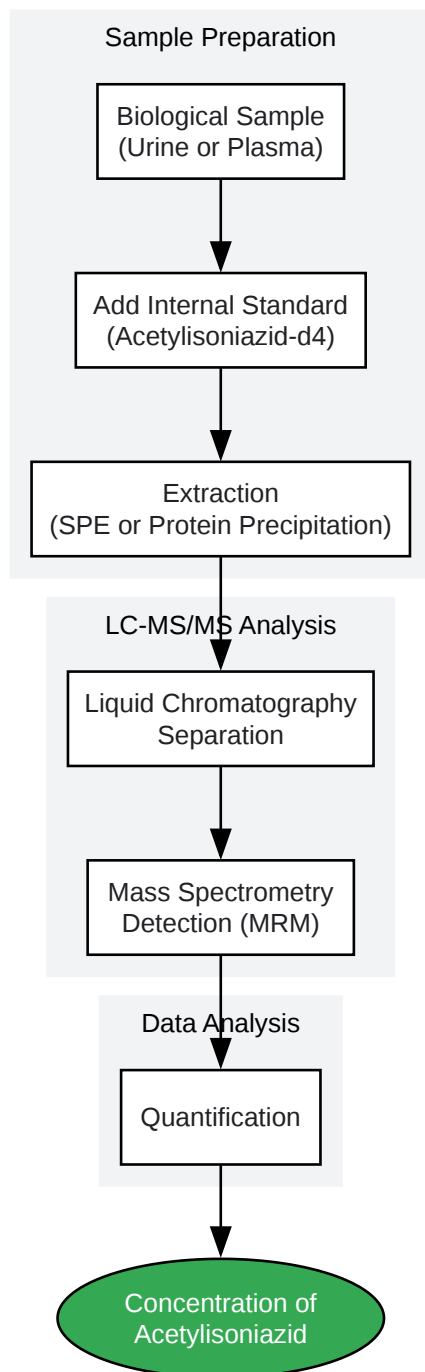 Sample Preparation
Biological Sample
(Urine or Plasma)
Add Internal Standard
(Acetylisoniazid-d4)
Extraction
(SPE or Protein Precipitation)
LC-MS/MS Analysis
Liquid Chromatography
Separation
Mass Spectrometry
Detection (MRM)
Data Analysis
Quantification
Concentration of
Acetylisoniazid